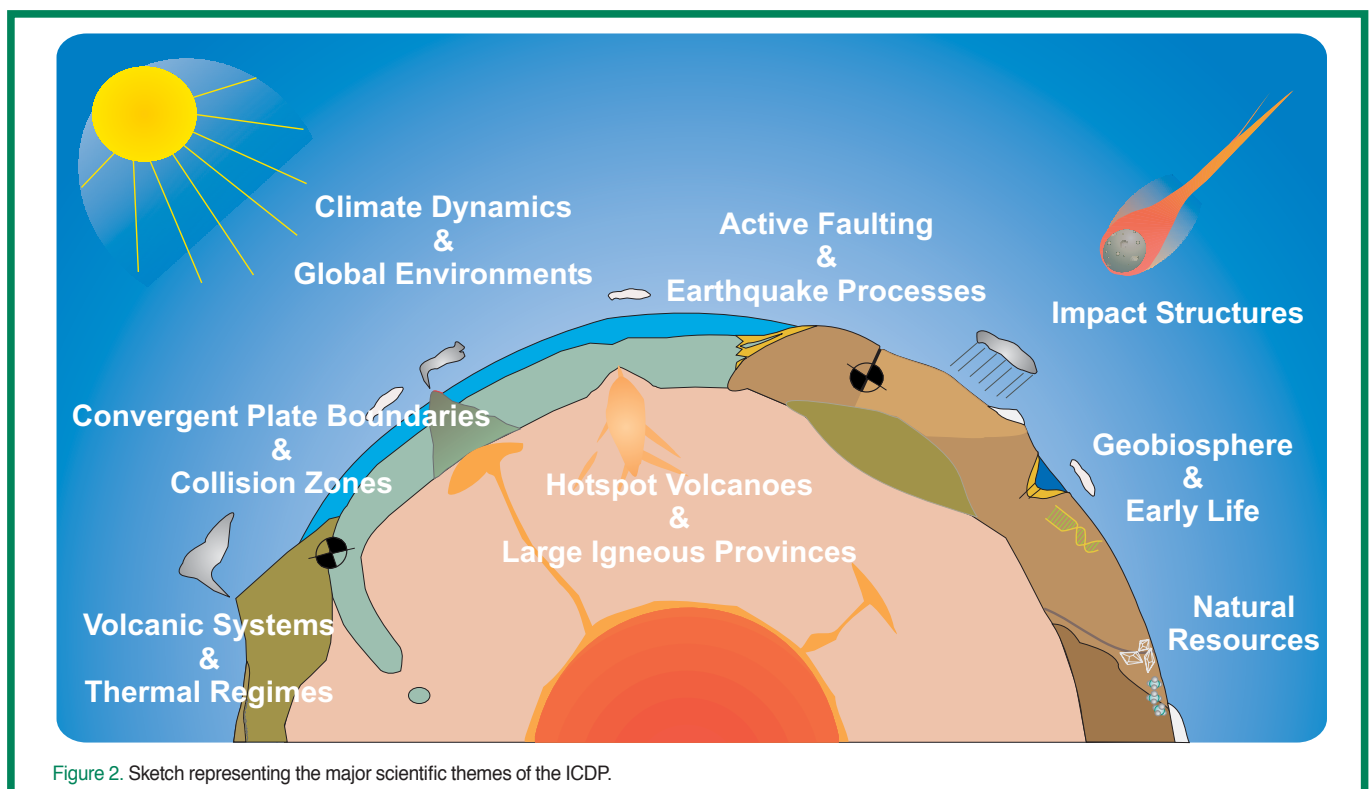 Climate Dynamics
&
Global Environments
Active Faulting
&
Earthquake Processes
Impact Structures
Convergent Plate Boundaries
&
Collision Zones
Hotspot Volcanoes
&
Large Igneous Provinces
Geobiosphere
&
Early Life
Volcanic Systems
&
Thermal Regimes
Natural
Resources
Figure 2. Sketch representing the major scientific themes of the ICDP.